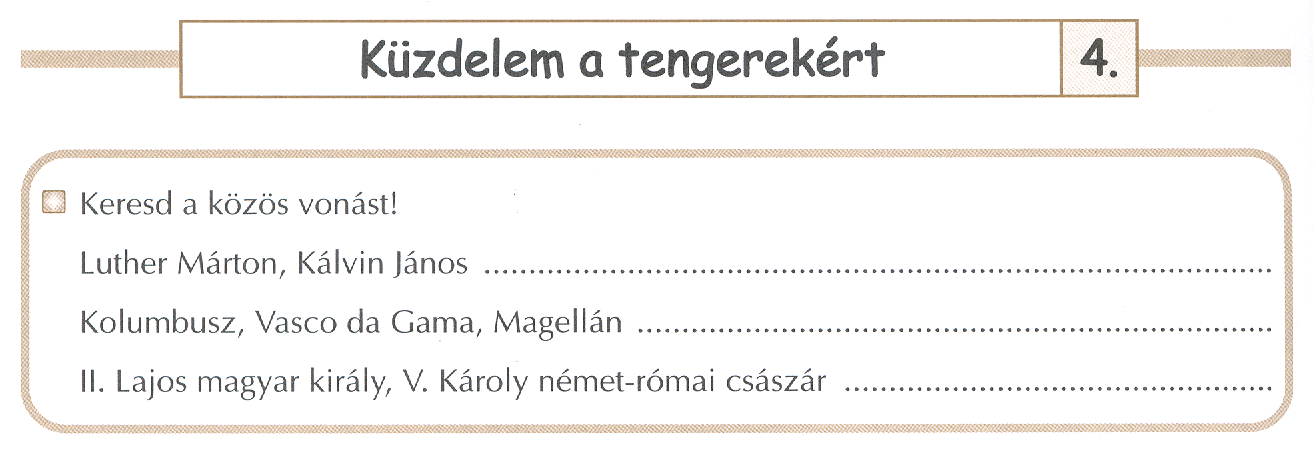 Küzdelem a tengerekért 4.
Keresd a közös vonást!
Luther Márton, Kálvin János ................................................................................................
Kolumbusz, Vasco da Gama, Magellán ..............................................................................
II. Lajos magyar király, V. Károly német-római császár ....................................................